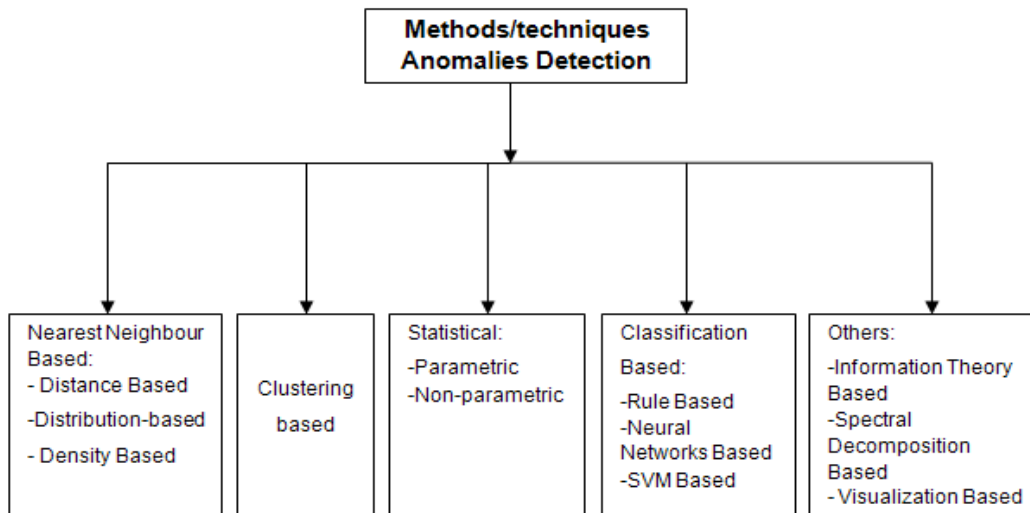 Methods/techniques
Anomalies Detection
Nearest Neighbour
Based:
- Distance Based
-Distribution-based
- Density Based
Clustering
based
Statistical:
-Parametric
-Non-parametric
Classification
Based:
-Rule Based
-Neural
Networks Based
-SVM Based
Others:
-Information Theory
Based
-Spectral
Decomposition
Based
- Visualization Based